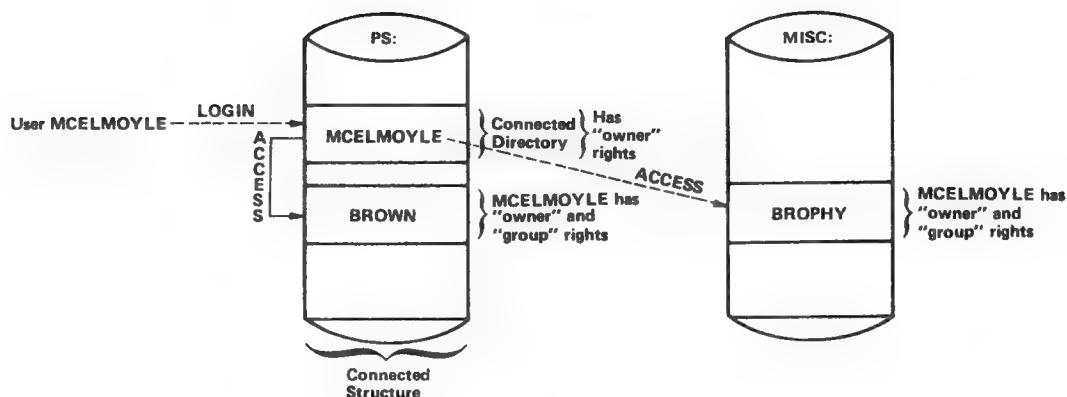 PS:
MISC:
User MCELMOYLE
LOGIN
MCELMOYLE
Connected
Directory
Has
"owner"
rights
ACCESS
ACCESS
BROWN
MCELMOYLE has
"owner" and
"group" rights
BROPHY
MCELMOYLE has
"owner" and
"group" rights
Connected
Structure